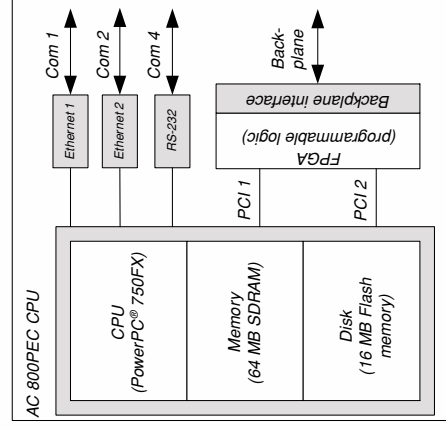 AC 800PEC CPU
CPU
(PowerPC® 750FX)
Memory
(64 MB SDRAM)
Disk
(16 MB Flash
memory)
Ethernet 1
Com 1
Ethernet 2
Com 2
RS-232
Com 4
PCI 1
PCI 2
FPGA
(programmable logic)
Backplane interface
Back-
plane